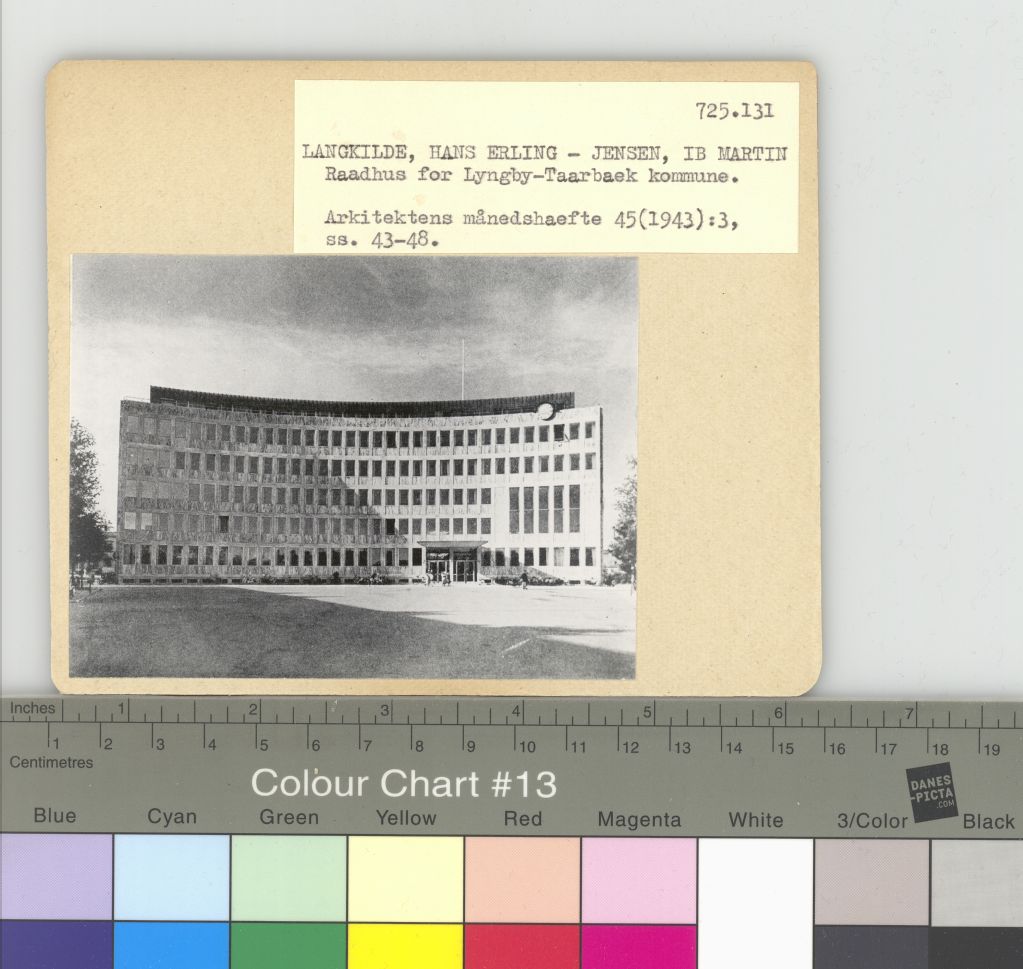 725.131
LANGKILDE, HANS ERLING - JENSEN, IB MARTIN
Raadhus for Lyngby-Taarbaek kommune.
Arkitektens månedshaefte 45(1943):3,
ss. 43-48.
Inches 1 2 3 4 5 6 7
1 2 3 4 5 6 7 8 9 10 11 12 13 14 15 16 17 18 19
Centimetres
Colour Chart #13
DANES
-PICTA
.COM
Blue Cyan Green Yellow Red Magenta White 3/Color Black